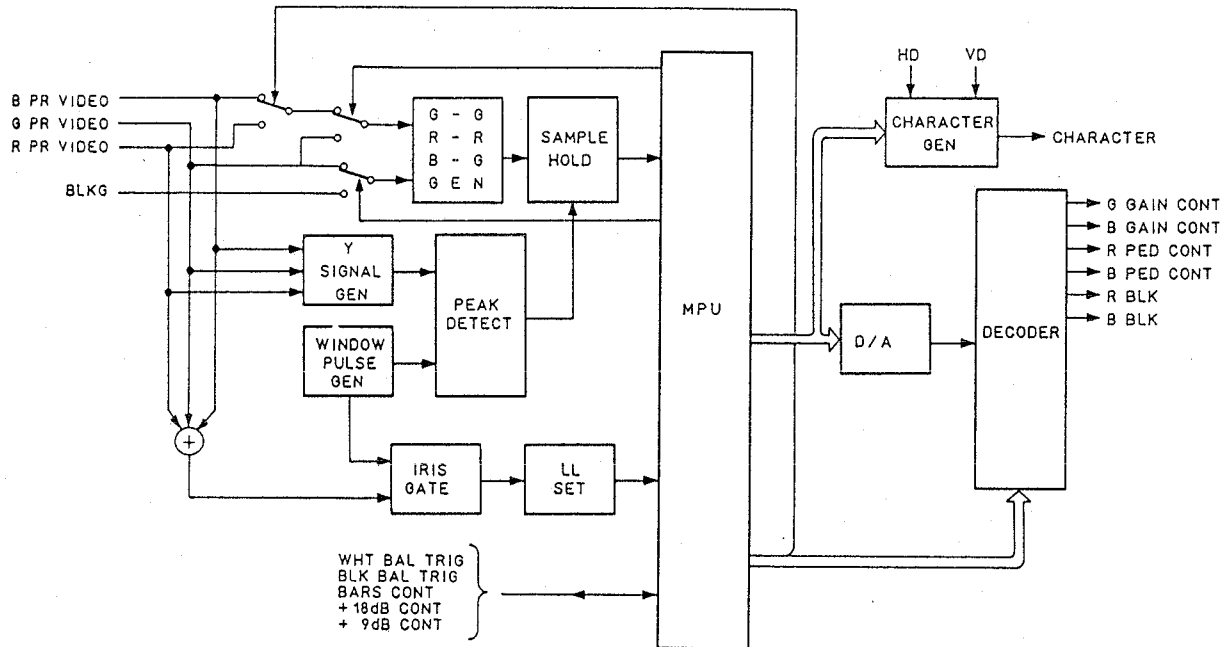 HD VD
B PR VIDEO
G PR VIDEO
R PR VIDEO
BLKG
G - G
R - R
B - G
G E N
SAMPLE
HOLD
Y
SIGNAL
GEN
PEAK
DETECT
WINDOW
PULSE
GEN
+
IRIS
GATE
LL
SET
WHT BAL TRIG
BLK BAL TRIG
BARS CONT
+ 18dB CONT
+ 9dB CONT
MPU
CHARACTER
GEN
CHARACTER
D/A
DECODER
G GAIN CONT
B GAIN CONT
R PED CONT
B PED CONT
R BLK
B BLK